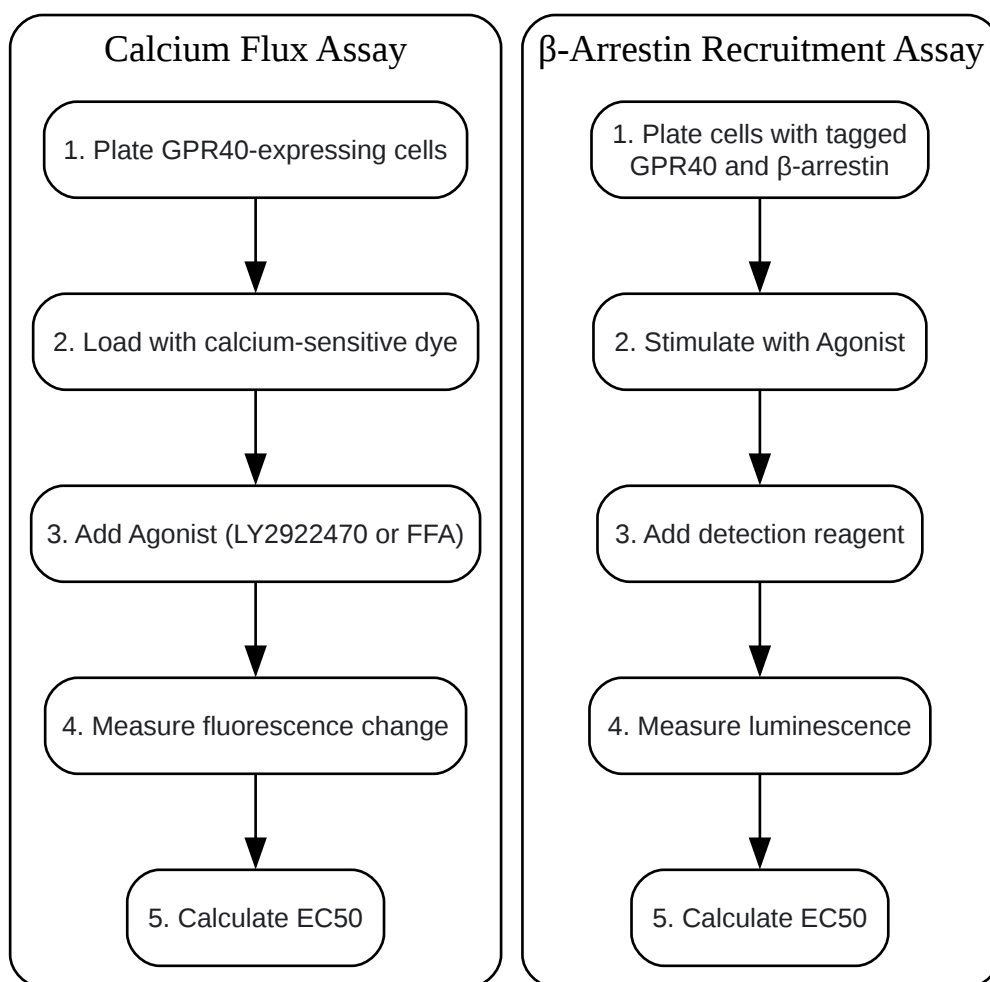 Calcium Flux Assay
1. Plate GPR40-expressing cells
2. Load with calcium-sensitive dye
3. Add Agonist (LY2922470 or FFA)
4. Measure fluorescence change
5. Calculate EC50
β-Arrestin Recruitment Assay
1. Plate cells with tagged
GPR40 and β-arrestin
2. Stimulate with Agonist
3. Add detection reagent
4. Measure luminescence
5. Calculate EC50